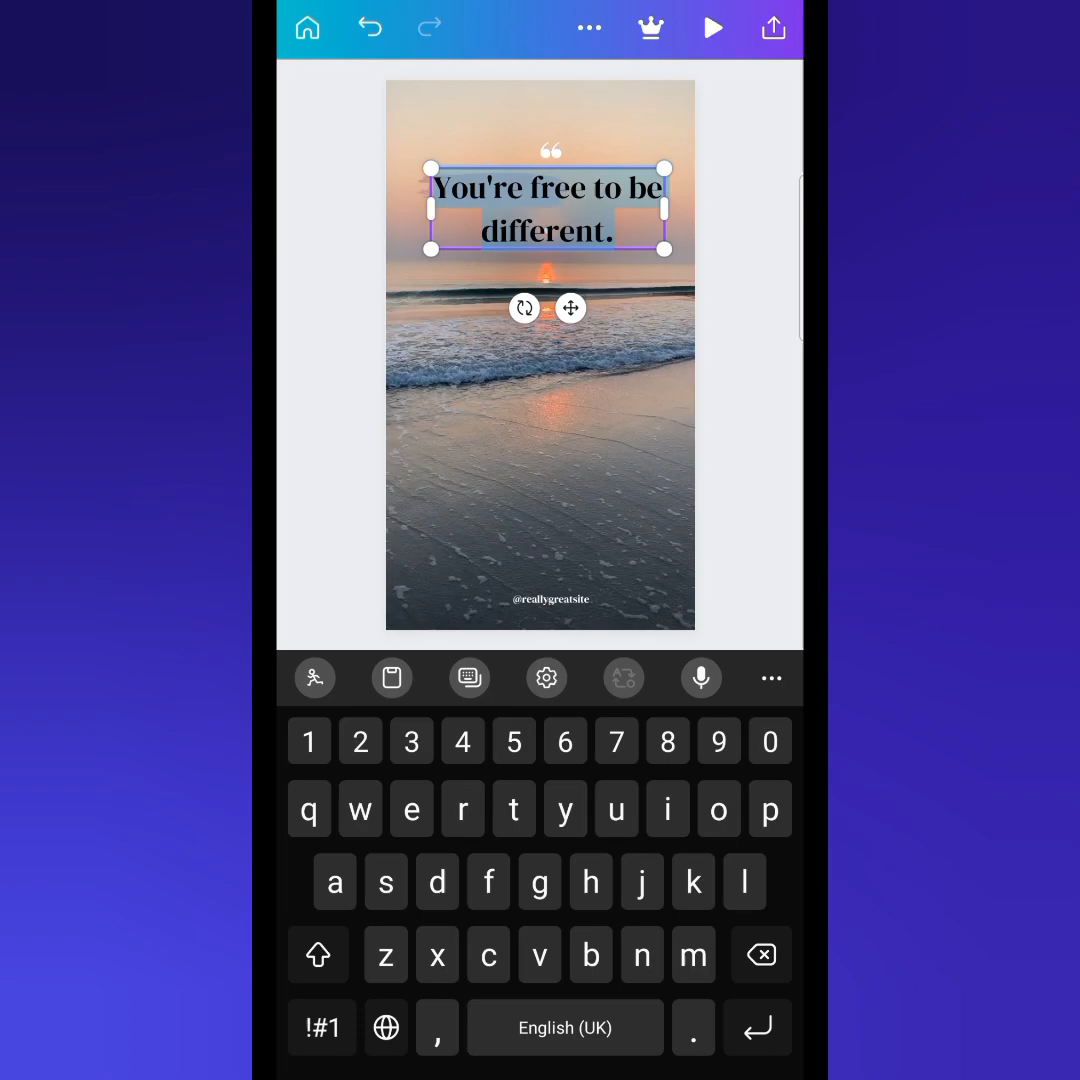 ❝
You're free to be
different.
@reallygreatsite
1 2 3 4 5 6 7 8 9 0
q w e r t y u i o p
a s d f g h j k l
z x c v b n m
!#1 , English (UK) .